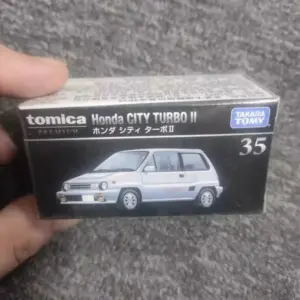 tomica Honda CITY TURBO II
PREMIUM ホンダ シティ ターボII
TAKARA
TOMY
35